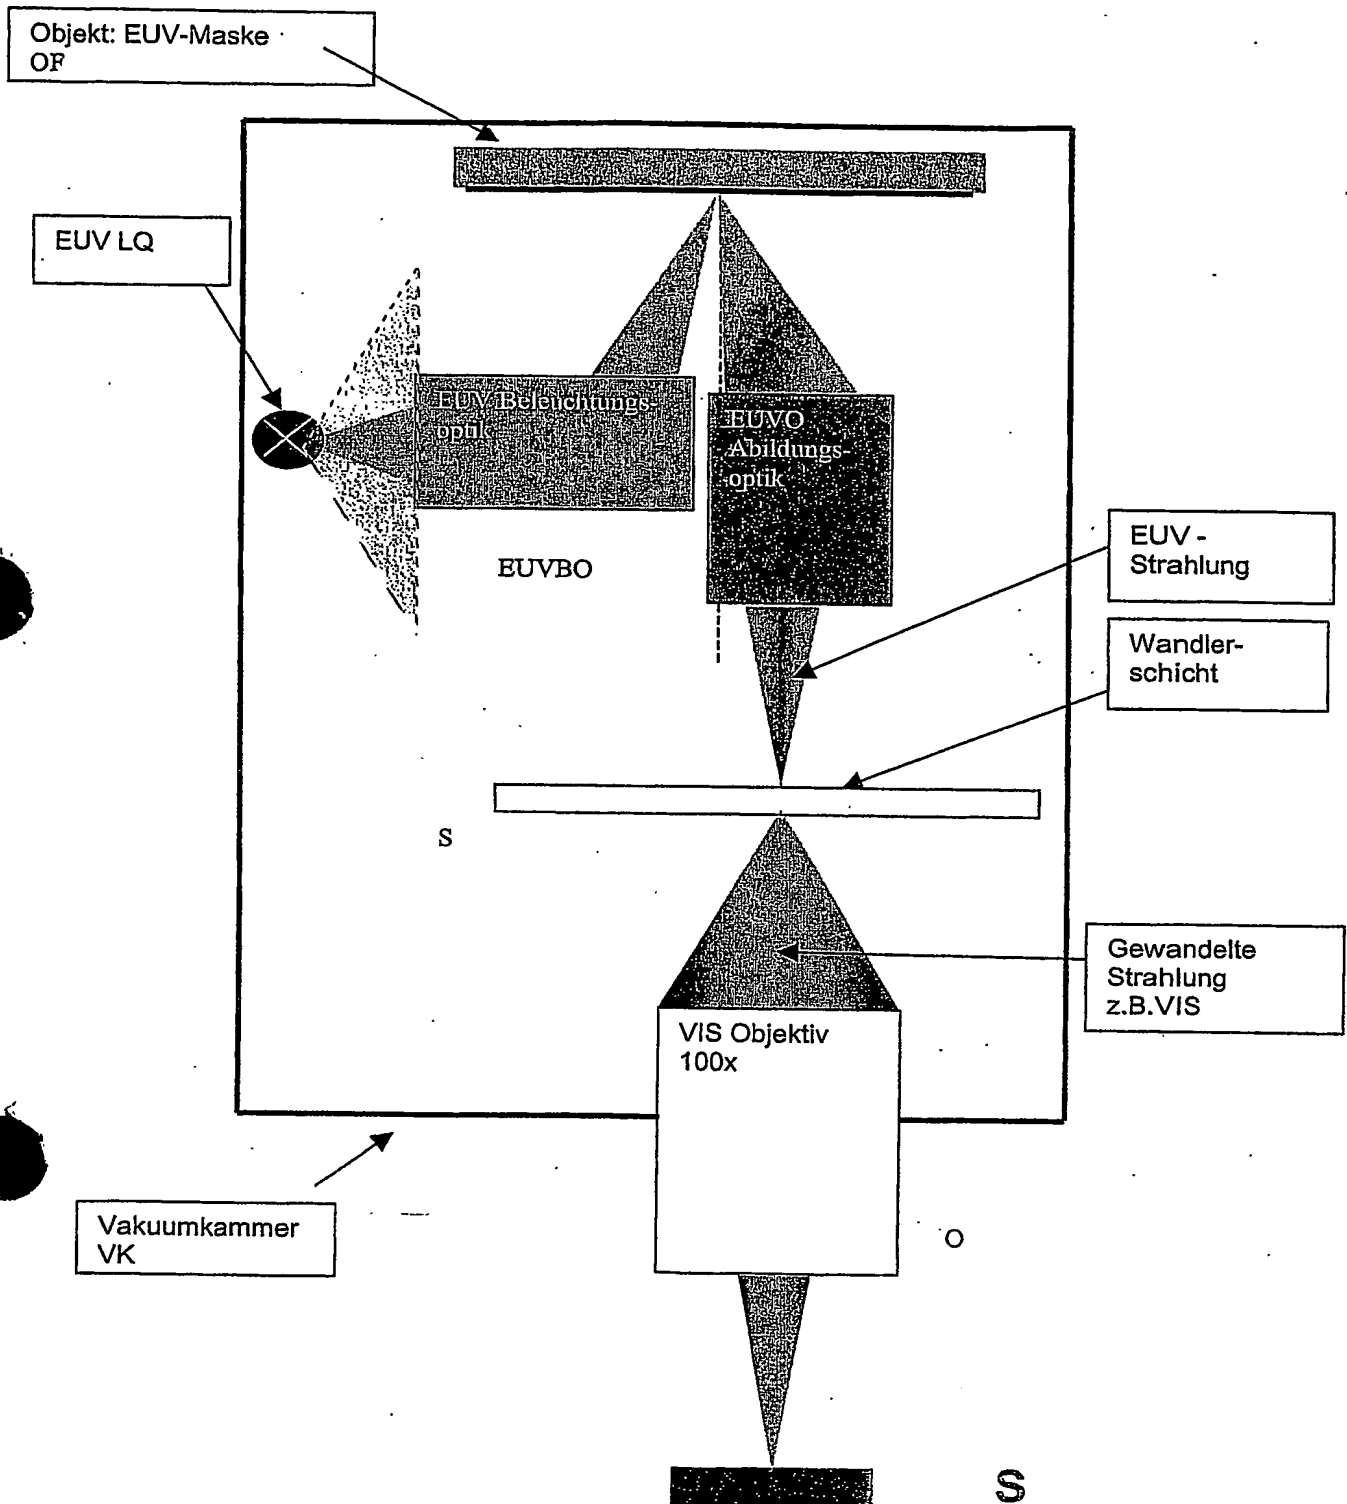 Objekt: EUV-Maske
OF
EUV LQ
EUV Beleuchtungs-
optik
EUVO
Abildungs-
optik
EUVBO
EUV -
Strahlung
Wandler-
schicht
S
Gewandelte
Strahlung
z.B.VIS
VIS Objektiv
100x
Vakuumkammer
VK
O
S